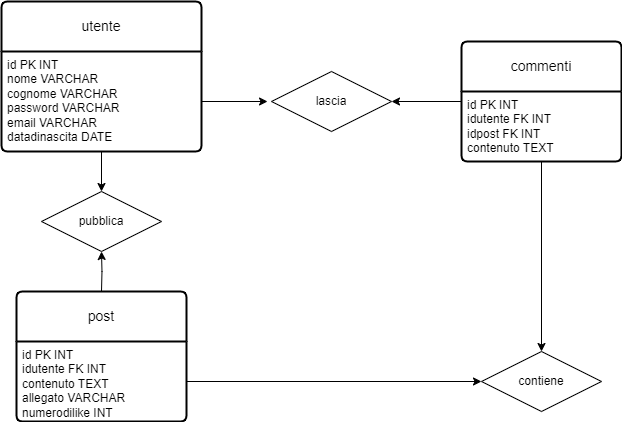 utente
id PK INT
nome VARCHAR
cognome VARCHAR
password VARCHAR
email VARCHAR
datadinascita DATE
lascia
commenti
id PK INT
idutente FK INT
idpost FK INT
contenuto TEXT
pubblica
post
id PK INT
idutente FK INT
contenuto TEXT
allegato VARCHAR
numerodilike INT
contiene